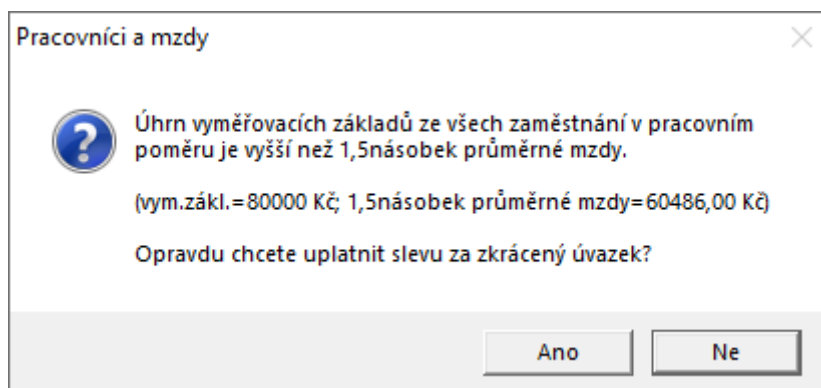 Pracovníci a mzdy
Úhrn vyměřovacích základů ze všech zaměstnání v pracovním
poměru je vyšší než 1,5násobek průměrné mzdy.
(vym.zákl.=80000 Kč; 1,5násobek průměrné mzdy=60486,00 Kč)
Opravdu chcete uplatnit slevu za zkrácený úvazek?
Ano
Ne